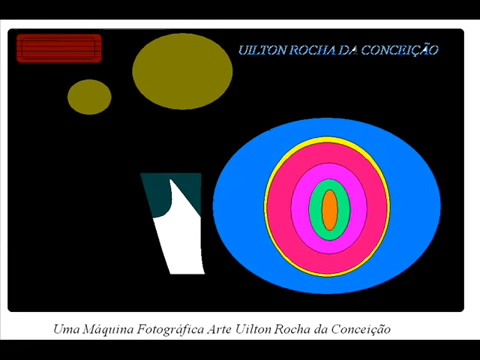 UILTON ROCHA DA CONCEIÇÃO
Uma Máquina Fotográfica Arte Uilton Rocha da Conceição